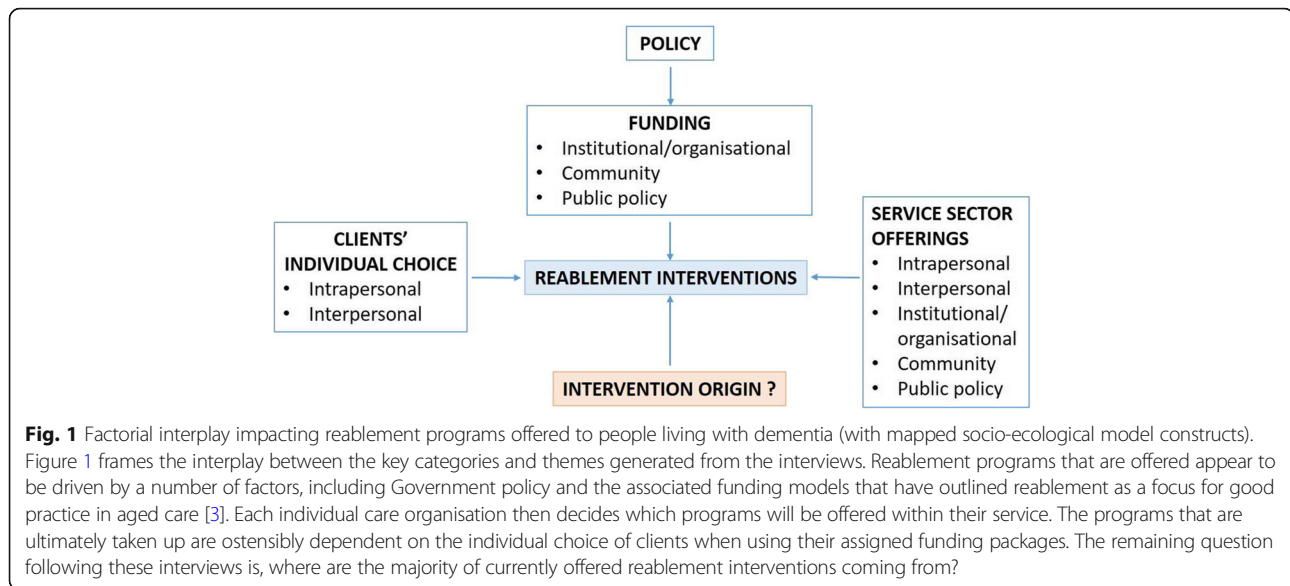 POLICY
FUNDING
• Institutional/organisational
• Community
• Public policy
CLIENTS'
INDIVIDUAL CHOICE
• Intrapersonal
• Interpersonal
REABLEMENT INTERVENTIONS
SERVICE SECTOR
OFFERINGS
• Intrapersonal
• Interpersonal
• Institutional/
organisational
• Community
• Public policy
INTERVENTION ORIGIN ?
Fig. 1 Factorial interplay impacting reablement programs offered to people living with dementia (with mapped socio-ecological model constructs).
Figure 1 frames the interplay between the key categories and themes generated from the interviews. Reablement programs that are offered appear to
be driven by a number of factors, including Government policy and the associated funding models that have outlined reablement as a focus for good
practice in aged care [3]. Each individual care organisation then decides which programs will be offered within their service. The programs that are
ultimately taken up are ostensibly dependent on the individual choice of clients when using their assigned funding packages. The remaining question
following these interviews is, where are the majority of currently offered reablement interventions coming from?